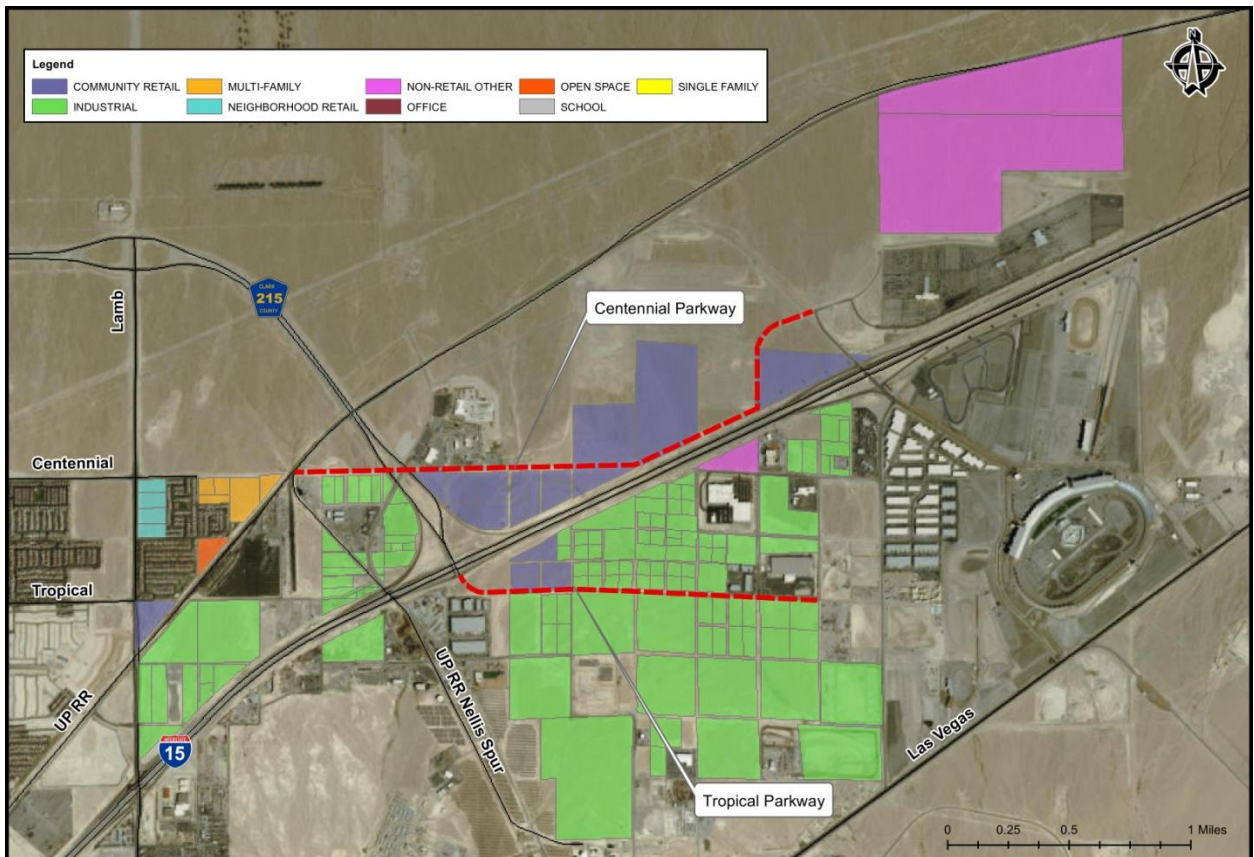 N
Legend
COMMUNITY RETAIL MULTI-FAMILY NON-RETAIL OTHER OPEN SPACE SINGLE FAMILY
INDUSTRIAL NEIGHBORHOOD RETAIL OFFICE SCHOOL
CLARK
215
COUNTY
Lamb
Centennial Parkway
Centennial
Tropical
UP RR
INTERSTATE
15
UP RR Nellis Spur
Las Vegas
Tropical Parkway
0 0.25 0.5 1 Miles